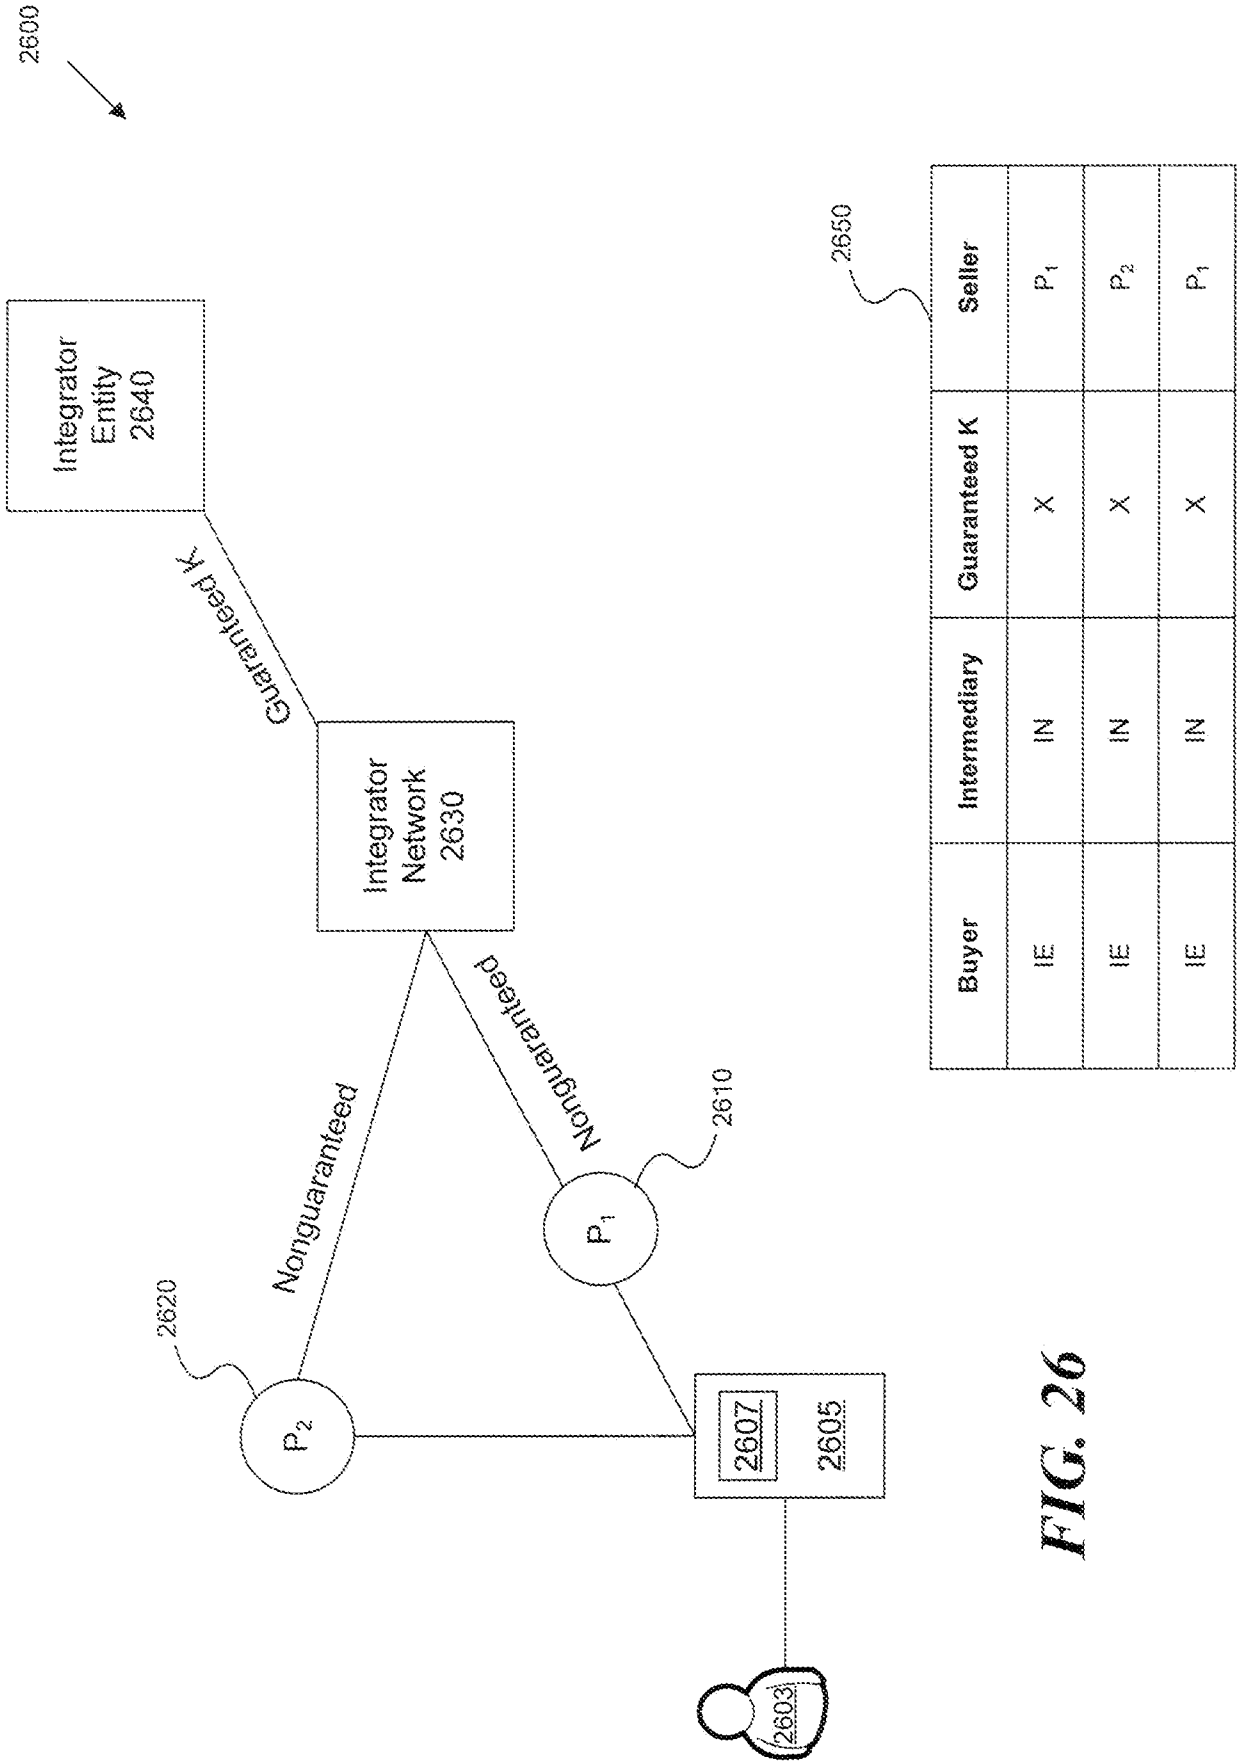 2600
Integrator
Entity
2640
Guaranteed K
Integrator
Network
2630
Nonguaranteed
Nonguaranteed
2620
P2
P1
2610
2607
2605
2603
2650
Buyer Intermediary Guaranteed K Seller
IE IN X P1
IE IN X P2
IE IN X P1
FIG. 26